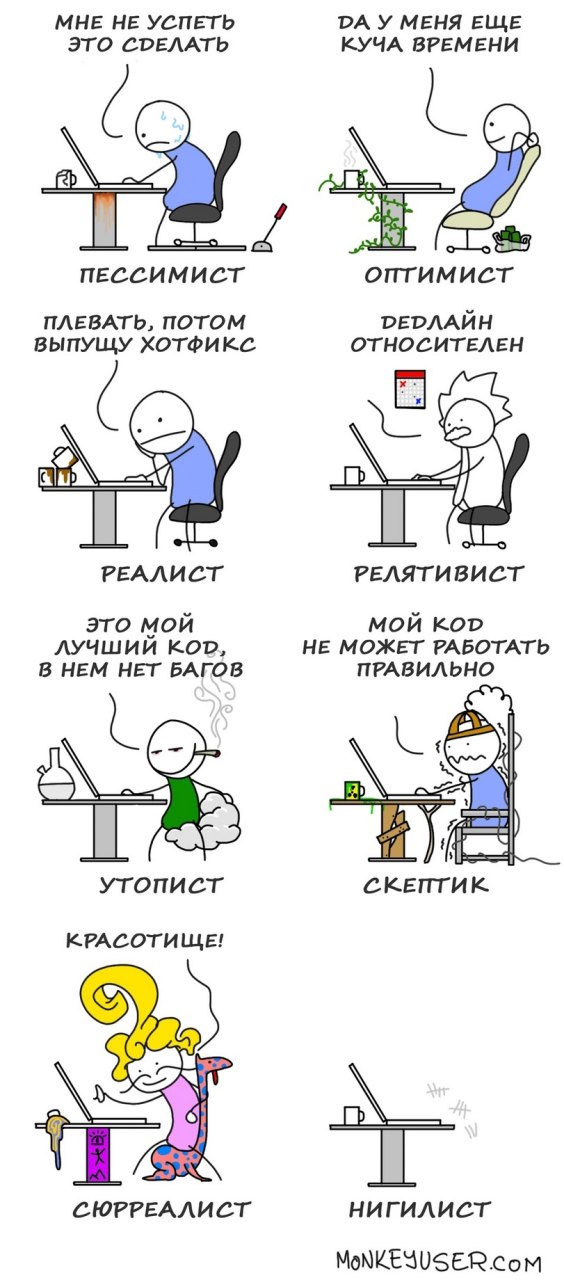 МНЕ НЕ УСПЕТЬ
ЭТО СДЕЛАТЬ
ПЕССИМИСТ
ДА У МЕНЯ ЕЩЕ
КУЧА ВРЕМЕНИ
ОПТИМИСТ
ПЛЕВАТЬ, ПОТОМ
ВЫПУЩУ ХОТФИКС
РЕАЛИСТ
DЕDЛАЙН
ОТНОСИТЕЛЕН
РЕЛЯТИВИСТ
ЭТО МОЙ
ЛУЧШИЙ КОD,
В НЕМ НЕТ БАГОВ
УТОПИСТ
МОЙ КОD
НЕ МОЖЕТ РАБОТАТЬ
ПРАВИЛЬНО
СКЕПТИК
КРАСОТИЩЕ!
СЮРРЕАЛИСТ
НИГИЛИСТ
MONKEYUSER.COM